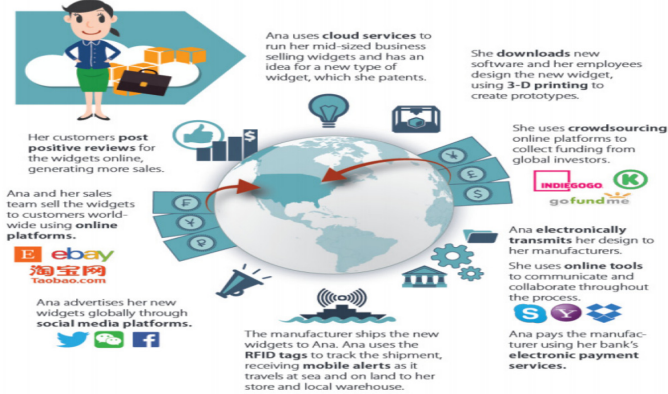 Ana uses cloud services to
run her mid-sized business
selling widgets and has an
idea for a new type of
widget, which she patents.
She downloads new
software and her employees
design the new widget,
using 3-D printing to
create prototypes.
She uses crowdsourcing
online platforms to
collect funding from
global investors.
INDIEGOGO
K
gofundme
Ana electronically
transmits her design to
her manufacturers.
She uses online tools
to communicate and
collaborate throughout
the process.
S
Y
Ana pays the manufac-
turer using her bank's
electronic payment
services.
The manufacturer ships the new
widgets to Ana. Ana uses the
RFID tags to track the shipment,
receiving mobile alerts as it
travels at sea and on land to her
store and local warehouse.
Ana advertises her new
widgets globally through
social media platforms.
f
Ana and her sales
team sell the widgets
to customers world-
wide using online
platforms.
E
ebay
淘宝网
Taobao.com
Her customers post
positive reviews for
the widgets online,
generating more sales.
$
¥
£
$
₣
¥
₽